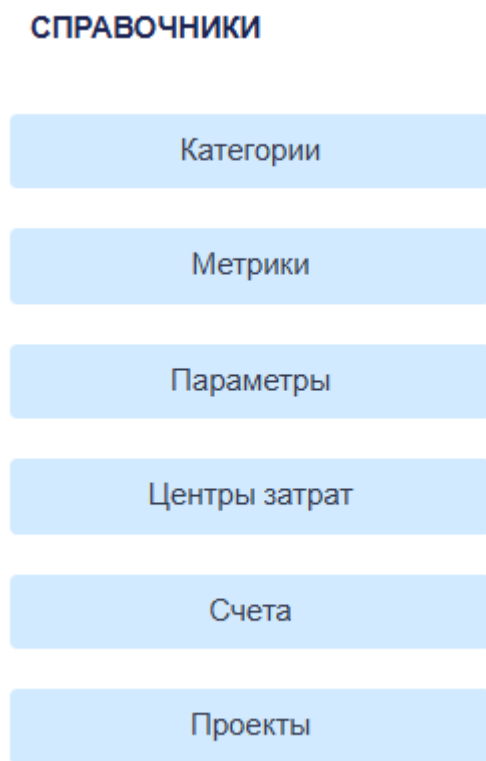 СПРАВОЧНИКИ
Категории
Метрики
Параметры
Центры затрат
Счета
Проекты